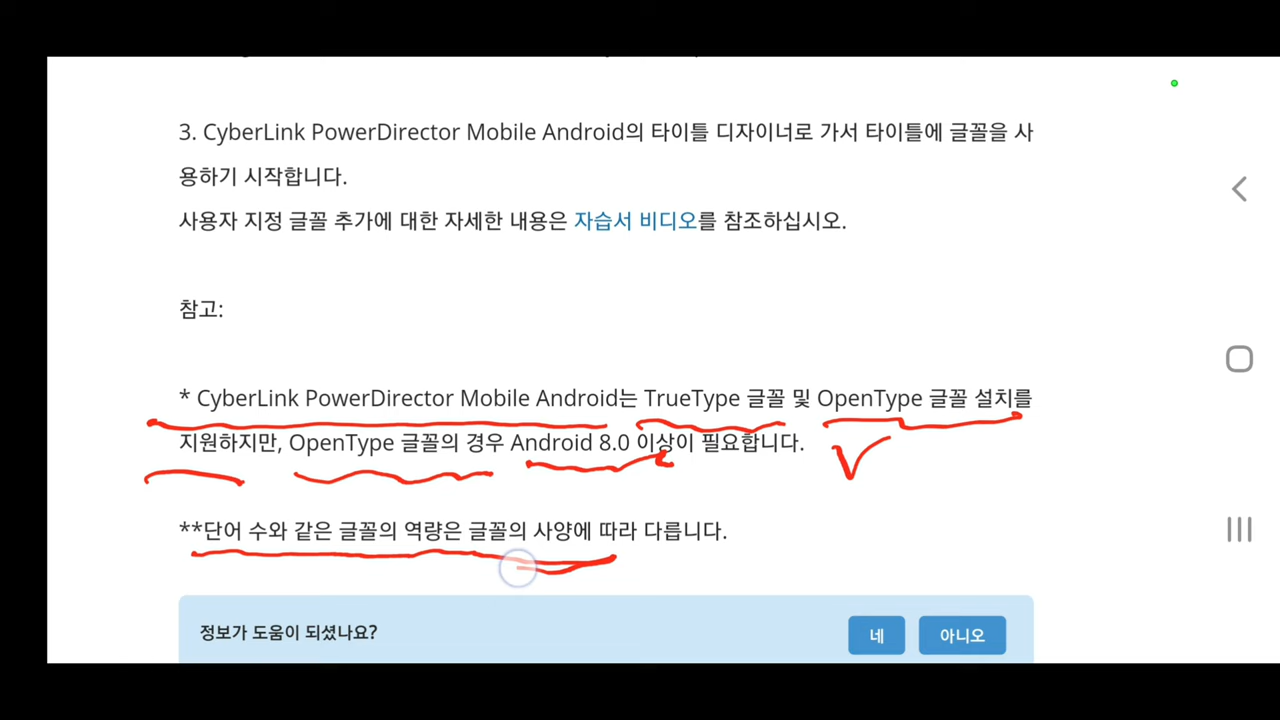 3. CyberLink PowerDirector Mobile Android의 타이틀 디자이너로 가서 타이틀에 글꼴을 사
용하기 시작합니다.
사용자 지정 글꼴 추가에 대한 자세한 내용은 자습서 비디오를 참조하십시오.
참고:
* CyberLink PowerDirector Mobile Android는 TrueType 글꼴 및 OpenType 글꼴 설치를
지원하지만, OpenType 글꼴의 경우 Android 8.0 이상이 필요합니다.
**단어 수와 같은 글꼴의 역량은 글꼴의 사양에 따라 다릅니다.
정보가 도움이 되셨나요? 네 아니오